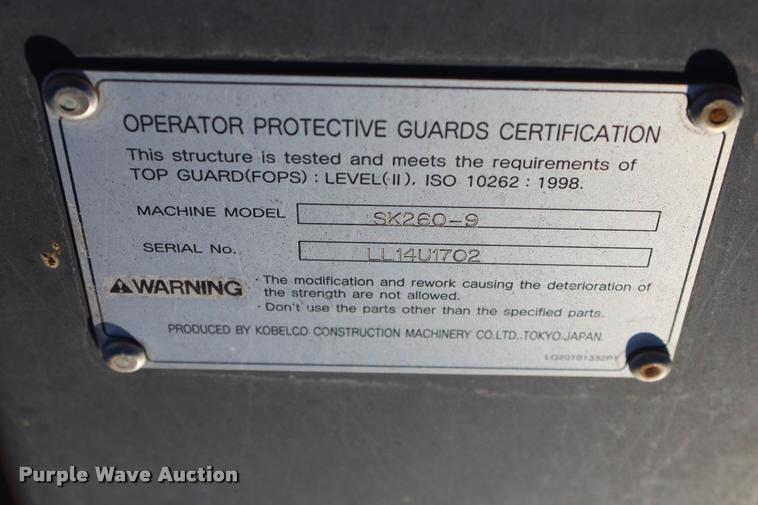 OPERATOR PROTECTIVE GUARDS CERTIFICATION
This structure is tested and meets the requirements of
TOP GUARD(FOPS) : LEVEL(II), ISO 10262 : 1998.
MACHINE MODEL SK260-9
SERIAL No. LL14U1702
WARNING
· The modification and rework causing the deterioration of
the strength are not allowed.
· Don't use the parts other than the specified parts.
PRODUCED BY KOBELCO CONSTRUCTION MACHINERY CO.LTD.,TOKYO.JAPAN.
LQ20T01332P1
Purple Wave Auction